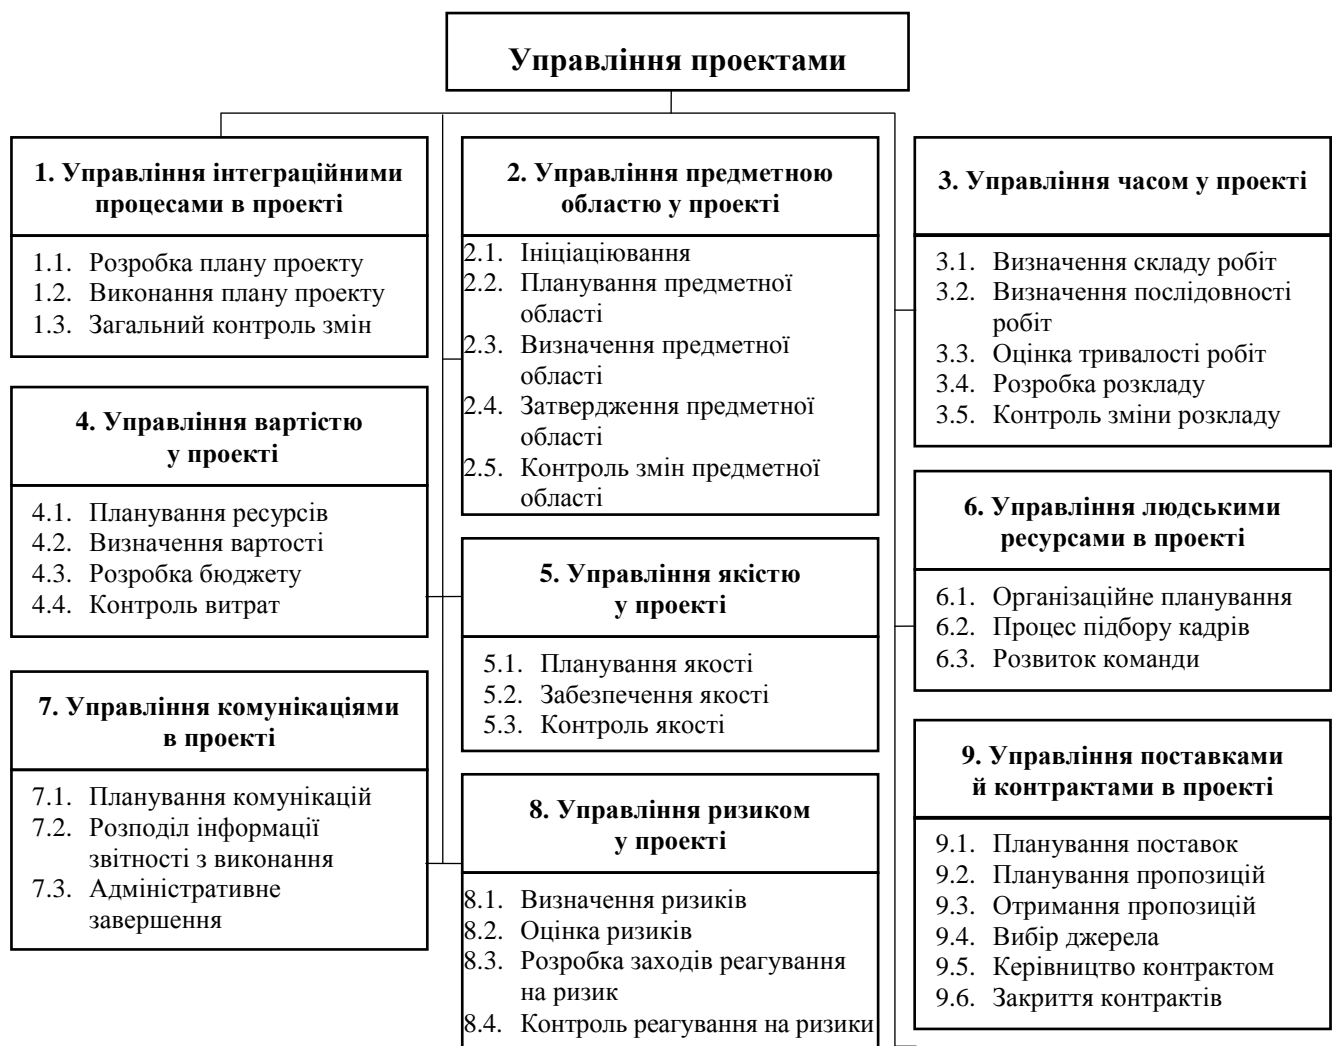 Управління проектами
1. Управління інтеграційними
процесами в проекті
1.1. Розробка плану проекту
1.2. Виконання плану проекту
1.3. Загальний контроль змін
2. Управління предметною
областю у проекті
2.1. Ініціаціювання
2.2. Планування предметної
області
2.3. Визначення предметної
області
2.4. Затвердження предметної
області
2.5. Контроль змін предметної
області
3. Управління часом у проекті
3.1. Визначення складу робіт
3.2. Визначення послідовності
робіт
3.3. Оцінка тривалості робіт
3.4. Розробка розкладу
3.5. Контроль зміни розкладу
4. Управління вартістю
у проекті
4.1. Планування ресурсів
4.2. Визначення вартості
4.3. Розробка бюджету
4.4. Контроль витрат
5. Управління якістю
у проекті
5.1. Планування якості
5.2. Забезпечення якості
5.3. Контроль якості
6. Управління людськими
ресурсами в проекті
6.1. Організаційне планування
6.2. Процес підбору кадрів
6.3. Розвиток команди
7. Управління комунікаціями
в проекті
7.1. Планування комунікацій
7.2. Розподіл інформації
звітності з виконання
7.3. Адміністративне
завершення
8. Управління ризиком
у проекті
8.1. Визначення ризиків
8.2. Оцінка ризиків
8.3. Розробка заходів реагування
на ризик
8.4. Контроль реагування на ризики
9. Управління поставками
й контрактами в проекті
9.1. Планування поставок
9.2. Планування пропозицій
9.3. Отримання пропозицій
9.4. Вибір джерела
9.5. Керівництво контрактом
9.6. Закриття контрактів